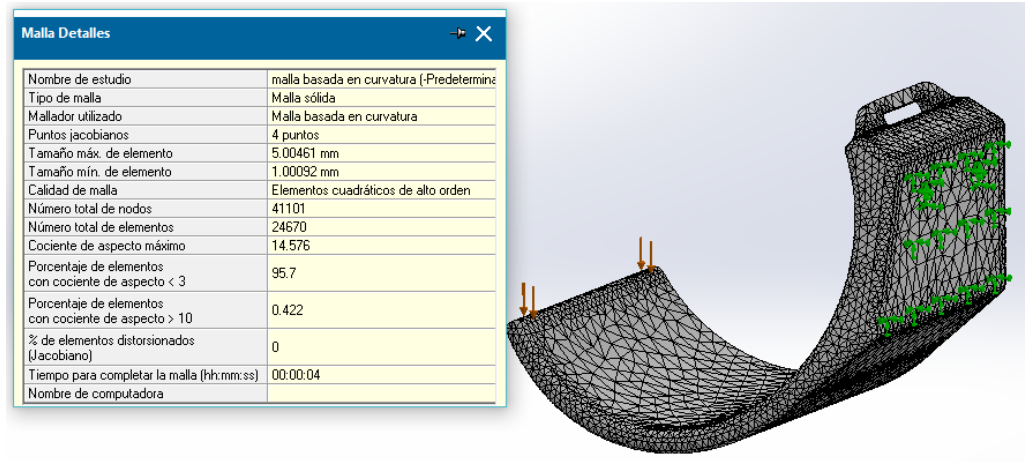 Malla Detalles
Nombre de estudio malla basada en curvatura (-Predetermina
Tipo de malla Malla sólida
Mallador utilizado Malla basada en curvatura
Puntos jacobianos 4 puntos
Tamaño máx. de elemento 5.00461 mm
Tamaño mín. de elemento 1.00092 mm
Calidad de malla Elementos cuadráticos de alto orden
Número total de nodos 41101
Número total de elementos 24670
Cociente de aspecto máximo 14.576
Porcentaje de elementos
con cociente de aspecto < 3 95.7
Porcentaje de elementos
con cociente de aspecto > 10 0.422
% de elementos distorsionados
(Jacobiano) 0
Tiempo para completar la malla (hh:mm:ss) 00:00:04
Nombre de computadora